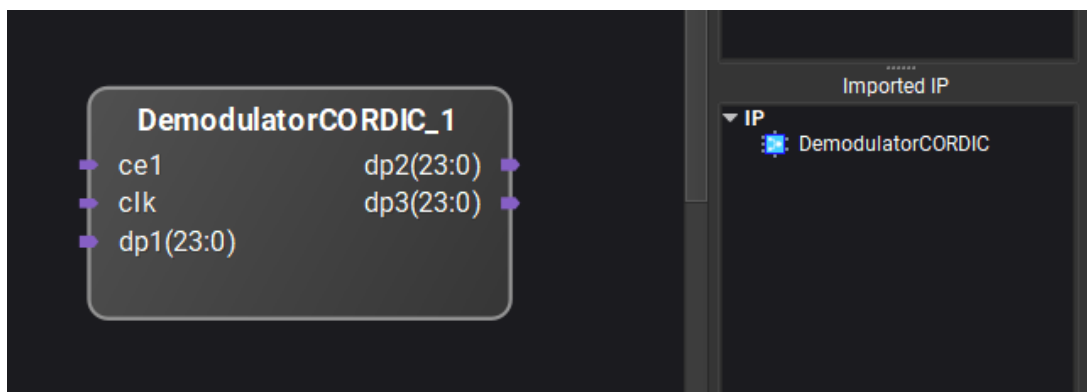 DemodulatorCORDIC_1
ce1
dp2(23:0)
clk
dp3(23:0)
dp1(23:0)
Imported IP
IP
DemodulatorCORDIC